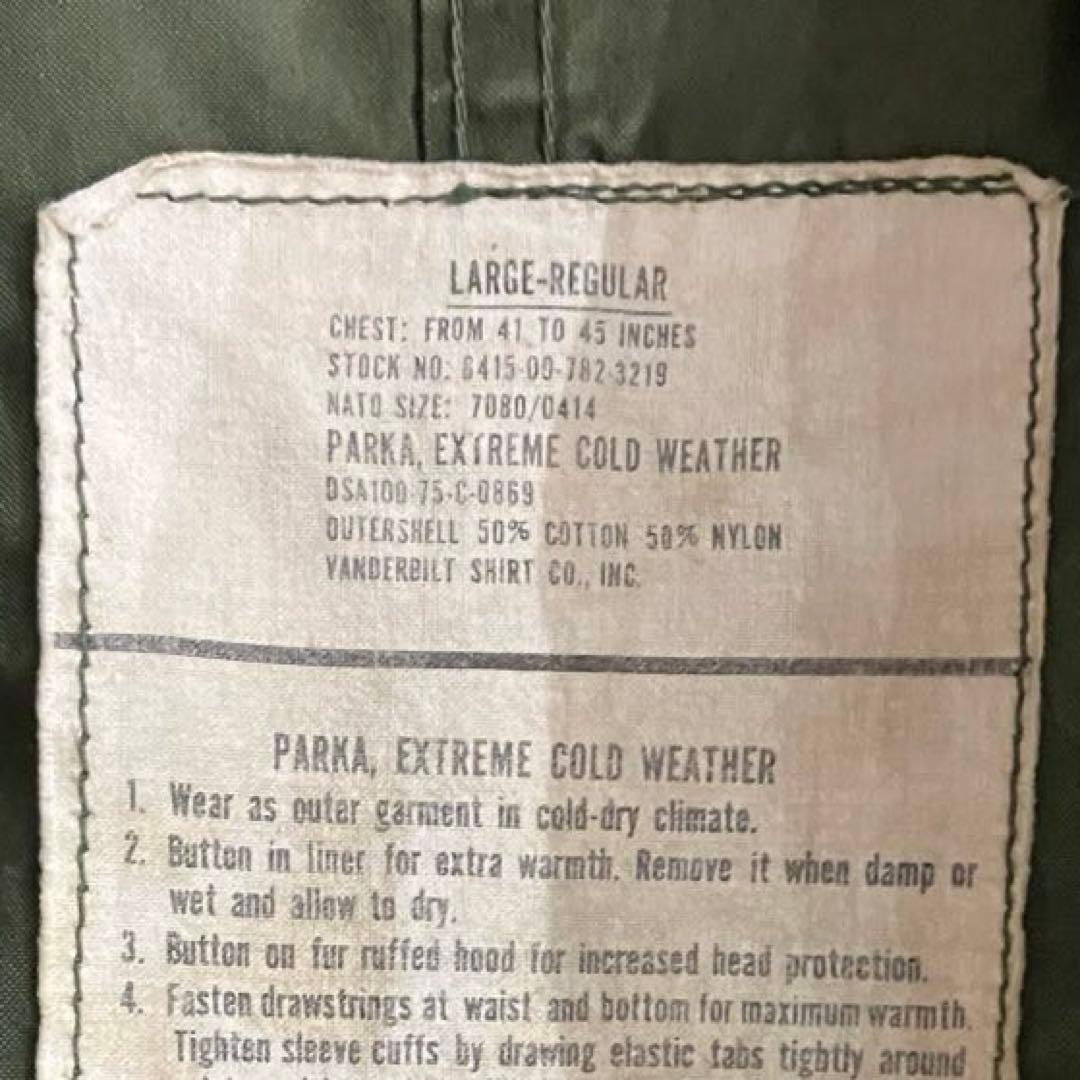 LARGE-REGULAR
CHEST: FROM 41 TO 45 INCHES
STOCK NO: 8415-00-782-3219
NATO SIZE: 7080/0414
PARKA, EXTREME COLD WEATHER
DSA100-75-C-0869
OUTERSHELL 50% COTTON 50% NYLON
VANDERBILT SHIRT CO., INC.
PARKA, EXTREME COLD WEATHER
1. Wear as outer garment in cold-dry climate.
2. Button in liner for extra warmth. Remove it when damp or
wet and allow to dry.
3. Button on fur ruffed hood for increased head protection.
4. Fasten drawstrings at waist and bottom for maximum warmth.
Tighten sleeve cuffs by drawing elastic tabs tightly around